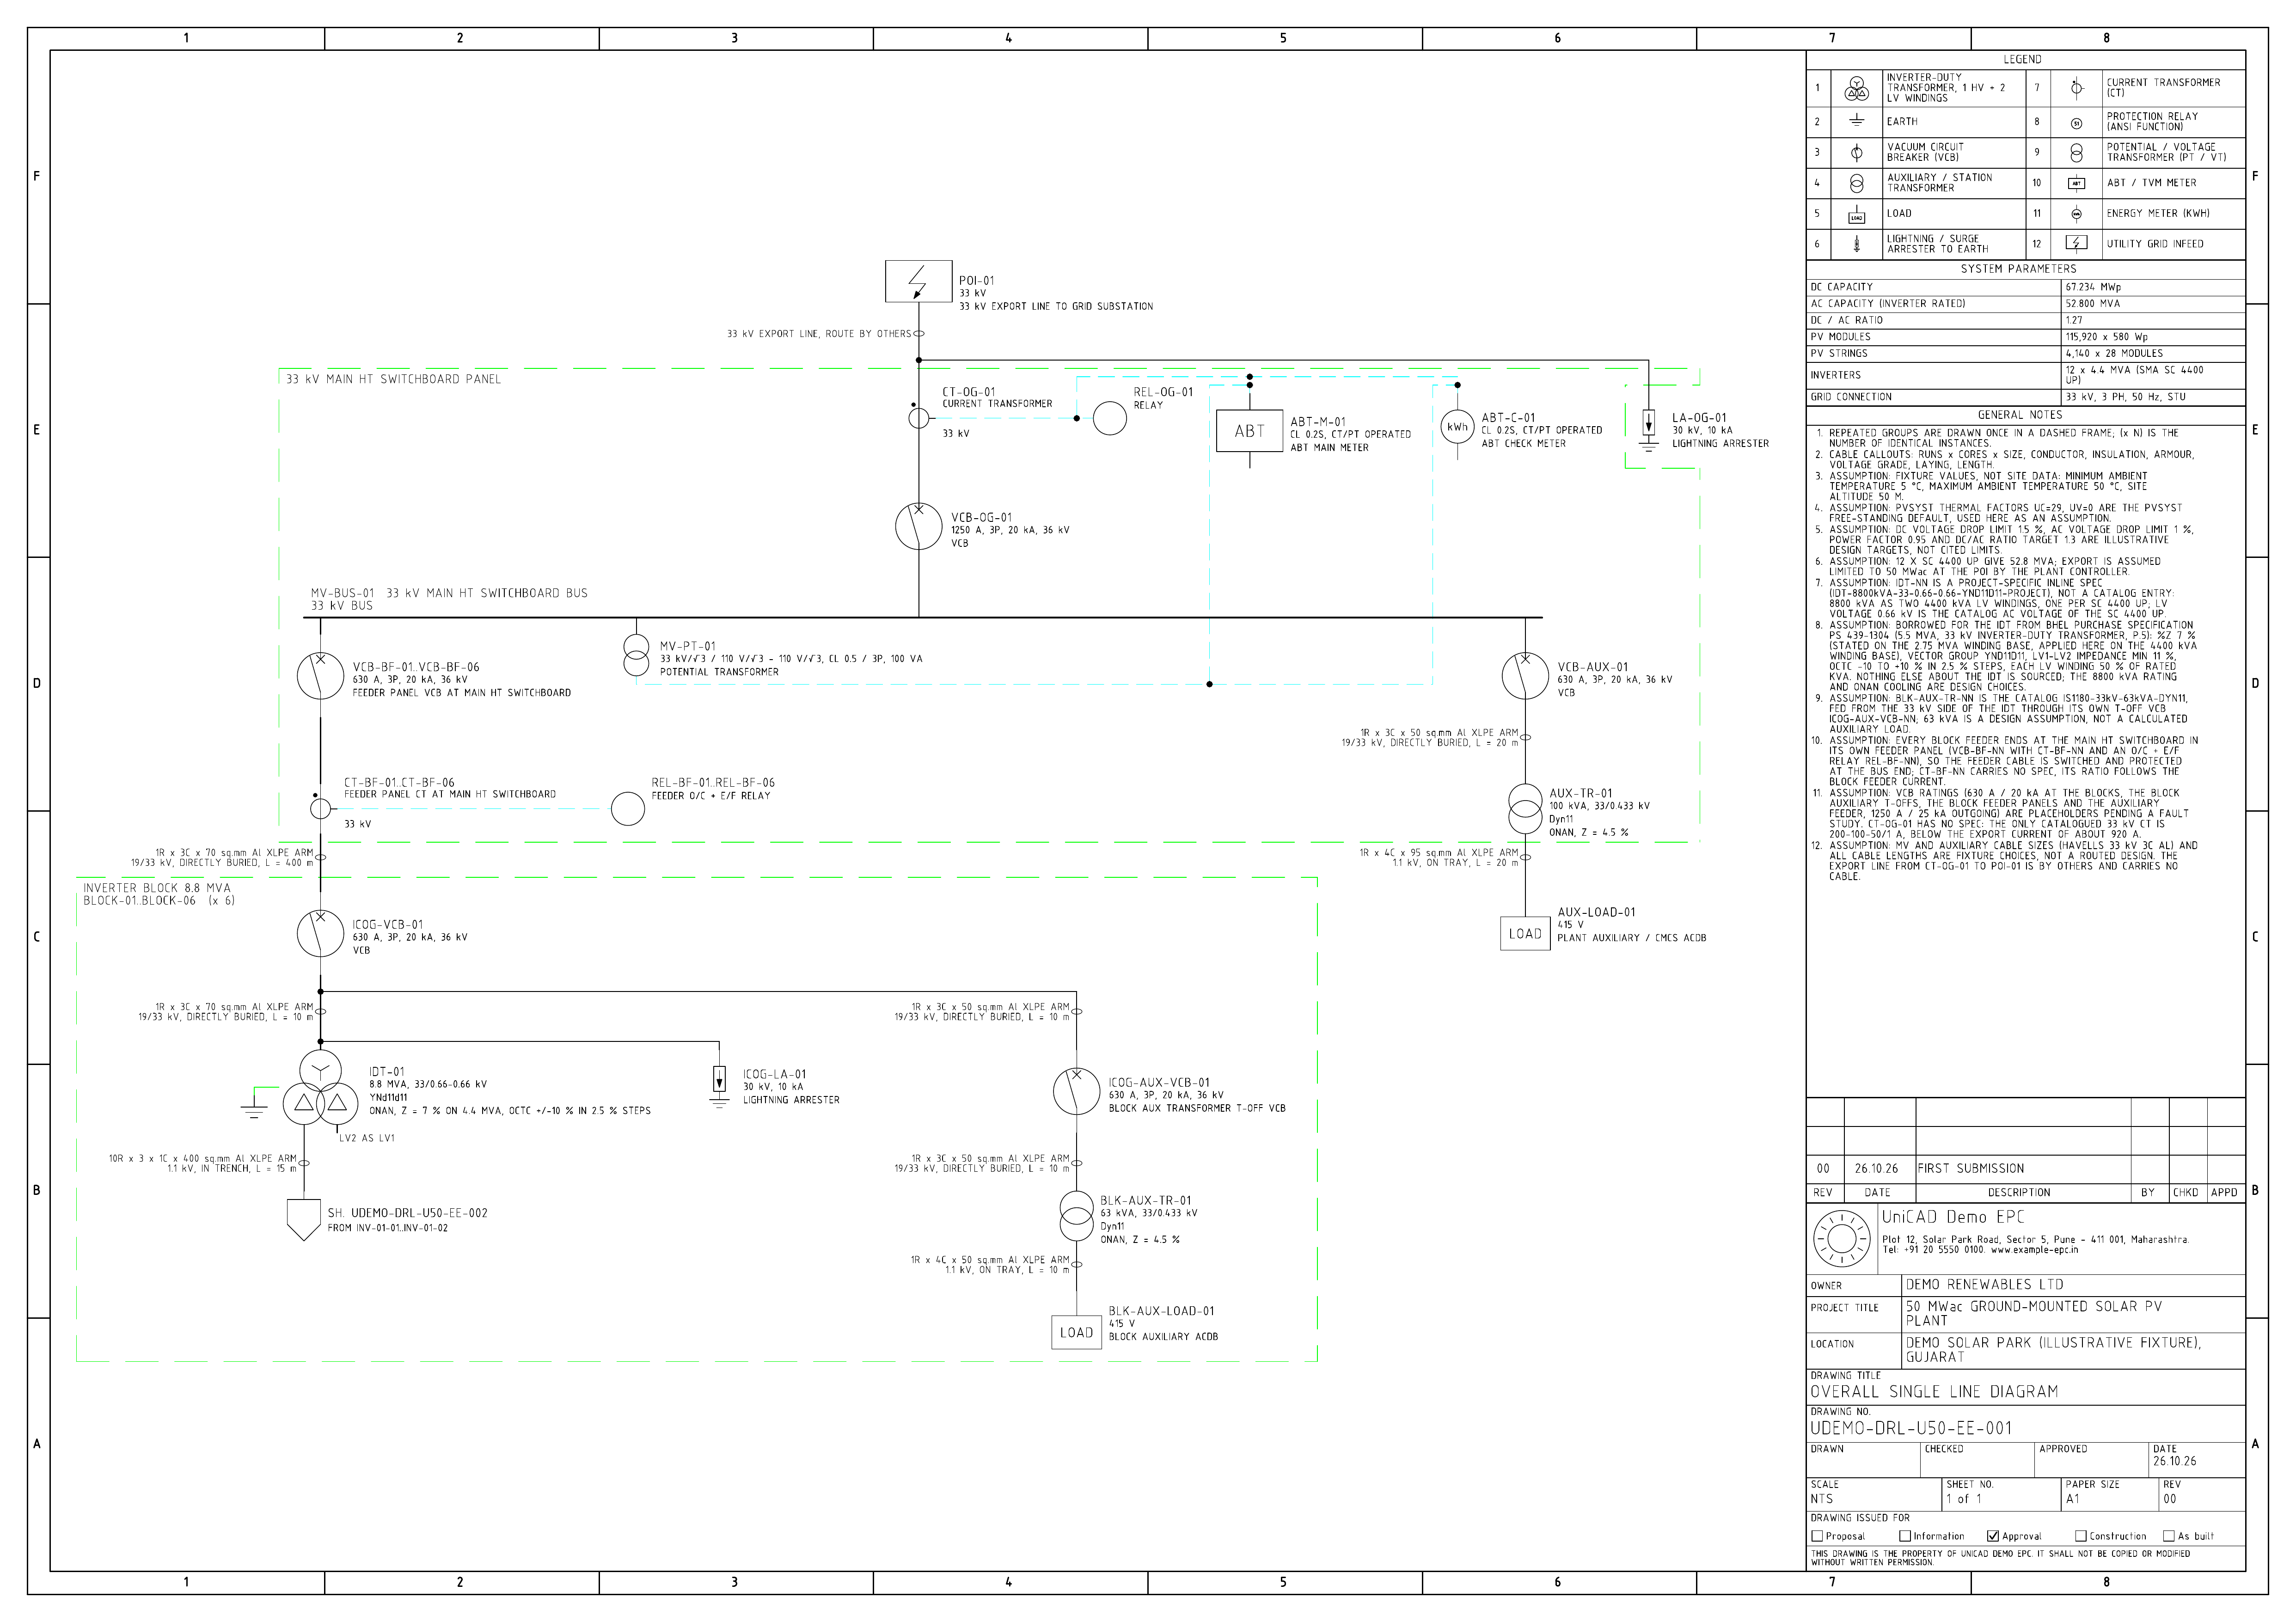 1 2 3 4 5 6 7 8
F
E
D
C
B
A
POI-01
33 kV
33 kV EXPORT LINE TO GRID SUBSTATION
33 kV EXPORT LINE, ROUTE BY OTHERS
33 kV MAIN HT SWITCHBOARD PANEL
CT-OG-01
CURRENT TRANSFORMER
33 kV
REL-OG-01
RELAY
ABT
ABT-M-01
CL 0.2S, CT/PT OPERATED
ABT MAIN METER
kWh
ABT-C-01
CL 0.2S, CT/PT OPERATED
ABT CHECK METER
LA-OG-01
30 kV, 10 kA
LIGHTNING ARRESTER
VCB-OG-01
1250 A, 3P, 20 kA, 36 kV
VCB
MV-BUS-01 33 kV MAIN HT SWITCHBOARD BUS
33 kV BUS
VCB-BF-01..VCB-BF-06
630 A, 3P, 20 kA, 36 kV
FEEDER PANEL VCB AT MAIN HT SWITCHBOARD
MV-PT-01
33 kV/√3 / 110 V/√3 - 110 V/√3, CL 0.5 / 3P, 100 VA
POTENTIAL TRANSFORMER
VCB-AUX-01
630 A, 3P, 20 kA, 36 kV
VCB
1R x 3C x 50 sq.mm Al XLPE ARM
19/33 kV, DIRECTLY BURIED, L = 20 m
CT-BF-01..CT-BF-06
FEEDER PANEL CT AT MAIN HT SWITCHBOARD
33 kV
REL-BF-01..REL-BF-06
FEEDER O/C + E/F RELAY
AUX-TR-01
100 kVA, 33/0.433 kV
Dyn11
ONAN, Z = 4.5 %
1R x 3C x 70 sq.mm Al XLPE ARM
19/33 kV, DIRECTLY BURIED, L = 400 m
1R x 4C x 95 sq.mm Al XLPE ARM
1.1 kV, ON TRAY, L = 20 m
INVERTER BLOCK 8.8 MVA
BLOCK-01..BLOCK-06 (x 6)
ICOG-VCB-01
630 A, 3P, 20 kA, 36 kV
VCB
LOAD
AUX-LOAD-01
415 V
PLANT AUXILIARY / CMCS ACDB
1R x 3C x 70 sq.mm Al XLPE ARM
19/33 kV, DIRECTLY BURIED, L = 10 m
1R x 3C x 50 sq.mm Al XLPE ARM
19/33 kV, DIRECTLY BURIED, L = 10 m
IDT-01
8.8 MVA, 33/0.66-0.66 kV
YNd11d11
ONAN, Z = 7 % ON 4.4 MVA, OCTC +/-10 % IN 2.5 % STEPS
LV2 AS LV1
ICOG-LA-01
30 kV, 10 kA
LIGHTNING ARRESTER
ICOG-AUX-VCB-01
630 A, 3P, 20 kA, 36 kV
BLOCK AUX TRANSFORMER T-OFF VCB
10R x 3 x 1C x 400 sq.mm Al XLPE ARM
1.1 kV, IN TRENCH, L = 15 m
1R x 3C x 50 sq.mm Al XLPE ARM
19/33 kV, DIRECTLY BURIED, L = 10 m
SH. UDEMO-DRL-U50-EE-002
FROM INV-01-01..INV-01-02
BLK-AUX-TR-01
63 kVA, 33/0.433 kV
Dyn11
ONAN, Z = 4.5 %
1R x 4C x 50 sq.mm Al XLPE ARM
1.1 kV, ON TRAY, L = 10 m
LOAD
BLK-AUX-LOAD-01
415 V
BLOCK AUXILIARY ACDB
LEGEND
1 INVERTER-DUTY
TRANSFORMER, 1 HV + 2
LV WINDINGS
7 CURRENT TRANSFORMER
(CT)
2 EARTH
8 51 PROTECTION RELAY
(ANSI FUNCTION)
3 VACUUM CIRCUIT
BREAKER (VCB)
9 POTENTIAL / VOLTAGE
TRANSFORMER (PT / VT)
4 AUXILIARY / STATION
TRANSFORMER
10 ABT ABT / TVM METER
5 LOAD LOAD
11 kWh ENERGY METER (KWH)
6 LIGHTNING / SURGE
ARRESTER TO EARTH
12 UTILITY GRID INFEED
SYSTEM PARAMETERS
DC CAPACITY 67.234 MWp
AC CAPACITY (INVERTER RATED) 52.800 MVA
DC / AC RATIO 1.27
PV MODULES 115,920 x 580 Wp
PV STRINGS 4,140 x 28 MODULES
INVERTERS 12 x 4.4 MVA (SMA SC 4400
UP)
GRID CONNECTION 33 kV, 3 PH, 50 Hz, STU
GENERAL NOTES
1. REPEATED GROUPS ARE DRAWN ONCE IN A DASHED FRAME; (x N) IS THE
NUMBER OF IDENTICAL INSTANCES.
2. CABLE CALLOUTS: RUNS x CORES x SIZE, CONDUCTOR, INSULATION, ARMOUR,
VOLTAGE GRADE, LAYING, LENGTH.
3. ASSUMPTION: FIXTURE VALUES, NOT SITE DATA: MINIMUM AMBIENT
TEMPERATURE 5 °C, MAXIMUM AMBIENT TEMPERATURE 50 °C, SITE
ALTITUDE 50 M.
4. ASSUMPTION: PVSYST THERMAL FACTORS UC=29, UV=0 ARE THE PVSYST
FREE-STANDING DEFAULT, USED HERE AS AN ASSUMPTION.
5. ASSUMPTION: DC VOLTAGE DROP LIMIT 1.5 %, AC VOLTAGE DROP LIMIT 1 %,
POWER FACTOR 0.95 AND DC/AC RATIO TARGET 1.3 ARE ILLUSTRATIVE
DESIGN TARGETS, NOT CITED LIMITS.
6. ASSUMPTION: 12 X SC 4400 UP GIVE 52.8 MVA; EXPORT IS ASSUMED
LIMITED TO 50 MWac AT THE POI BY THE PLANT CONTROLLER.
7. ASSUMPTION: IDT-NN IS A PROJECT-SPECIFIC INLINE SPEC
(IDT-8800kVA-33-0.66-0.66-YND11D11-PROJECT), NOT A CATALOG ENTRY:
8800 kVA AS TWO 4400 kVA LV WINDINGS, ONE PER SC 4400 UP; LV
VOLTAGE 0.66 kV IS THE CATALOG AC VOLTAGE OF THE SC 4400 UP.
8. ASSUMPTION: BORROWED FOR THE IDT FROM BHEL PURCHASE SPECIFICATION
PS 439-1304 (5.5 MVA, 33 kV INVERTER-DUTY TRANSFORMER, P.5): %Z 7 %
(STATED ON THE 2.75 MVA WINDING BASE, APPLIED HERE ON THE 4400 kVA
WINDING BASE), VECTOR GROUP YND11D11, LV1-LV2 IMPEDANCE MIN 11 %,
OCTC -10 TO +10 % IN 2.5 % STEPS, EACH LV WINDING 50 % OF RATED
KVA. NOTHING ELSE ABOUT THE IDT IS SOURCED; THE 8800 kVA RATING
AND ONAN COOLING ARE DESIGN CHOICES.
9. ASSUMPTION: BLK-AUX-TR-NN IS THE CATALOG IS1180-33kV-63kVA-DYN11,
FED FROM THE 33 kV SIDE OF THE IDT THROUGH ITS OWN T-OFF VCB
ICOG-AUX-VCB-NN; 63 kVA IS A DESIGN ASSUMPTION, NOT A CALCULATED
AUXILIARY LOAD.
10. ASSUMPTION: EVERY BLOCK FEEDER ENDS AT THE MAIN HT SWITCHBOARD IN
ITS OWN FEEDER PANEL (VCB-BF-NN WITH CT-BF-NN AND AN O/C + E/F
RELAY REL-BF-NN), SO THE FEEDER CABLE IS SWITCHED AND PROTECTED
AT THE BUS END; CT-BF-NN CARRIES NO SPEC, ITS RATIO FOLLOWS THE
BLOCK FEEDER CURRENT.
11. ASSUMPTION: VCB RATINGS (630 A / 20 kA AT THE BLOCKS, THE BLOCK
AUXILIARY T-OFFS, THE BLOCK FEEDER PANELS AND THE AUXILIARY
FEEDER, 1250 A / 25 kA OUTGOING) ARE PLACEHOLDERS PENDING A FAULT
STUDY. CT-OG-01 HAS NO SPEC: THE ONLY CATALOGUED 33 kV CT IS
200-100-50/1 A, BELOW THE EXPORT CURRENT OF ABOUT 920 A.
12. ASSUMPTION: MV AND AUXILIARY CABLE SIZES (HAVELLS 33 kV 3C AL) AND
ALL CABLE LENGTHS ARE FIXTURE CHOICES, NOT A ROUTED DESIGN. THE
EXPORT LINE FROM CT-OG-01 TO POI-01 IS BY OTHERS AND CARRIES NO
CABLE.
00 26.10.26 FIRST SUBMISSION
REV DATE DESCRIPTION BY CHKD APPD
UniCAD Demo EPC
Plot 12, Solar Park Road, Sector 5, Pune - 411 001, Maharashtra.
Tel: +91 20 5550 0100. www.example-epc.in
OWNER DEMO RENEWABLES LTD
PROJECT TITLE 50 MWac GROUND-MOUNTED SOLAR PV
PLANT
LOCATION DEMO SOLAR PARK (ILLUSTRATIVE FIXTURE),
GUJARAT
DRAWING TITLE
OVERALL SINGLE LINE DIAGRAM
DRAWING NO.
UDEMO-DRL-U50-EE-001
DRAWN CHECKED APPROVED DATE
26.10.26
SCALE SHEET NO. PAPER SIZE REV
NTS 1 of 1 A1 00
DRAWING ISSUED FOR
Proposal Information Approval Construction As built
THIS DRAWING IS THE PROPERTY OF UNICAD DEMO EPC. IT SHALL NOT BE COPIED OR MODIFIED
WITHOUT WRITTEN PERMISSION.
F
E
D
C
B
A
1 2 3 4 5 6 7 8